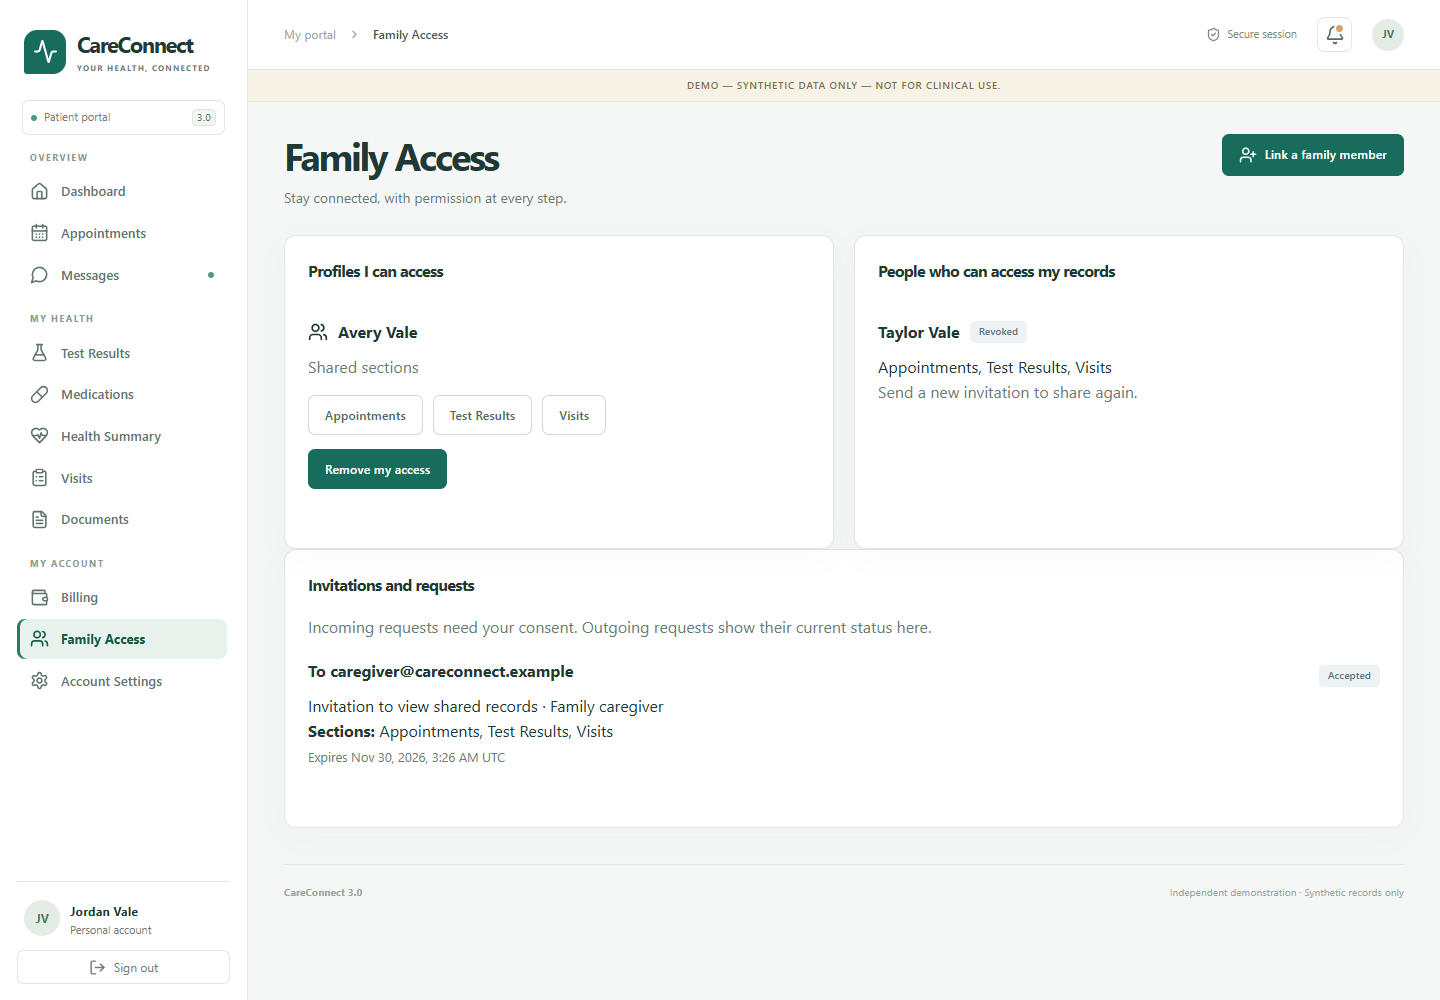 CareConnect
YOUR HEALTH, CONNECTED
Patient portal 3.0
OVERVIEW
Dashboard
Appointments
Messages
MY HEALTH
Test Results
Medications
Health Summary
Visits
Documents
MY ACCOUNT
Billing
Family Access
Account Settings
JV
Jordan Vale
Personal account
Sign out
My portal > Family Access
Secure session
JV
DEMO — SYNTHETIC DATA ONLY — NOT FOR CLINICAL USE.
Family Access
Stay connected, with permission at every step.
Link a family member
Profiles I can access
Avery Vale
Shared sections
Appointments Test Results Visits
Remove my access
People who can access my records
Taylor Vale Revoked
Appointments, Test Results, Visits
Send a new invitation to share again.
Invitations and requests
Incoming requests need your consent. Outgoing requests show their current status here.
To caregiver@careconnect.example Accepted
Invitation to view shared records · Family caregiver
Sections: Appointments, Test Results, Visits
Expires Nov 30, 2026, 3:26 AM UTC
CareConnect 3.0
Independent demonstration · Synthetic records only